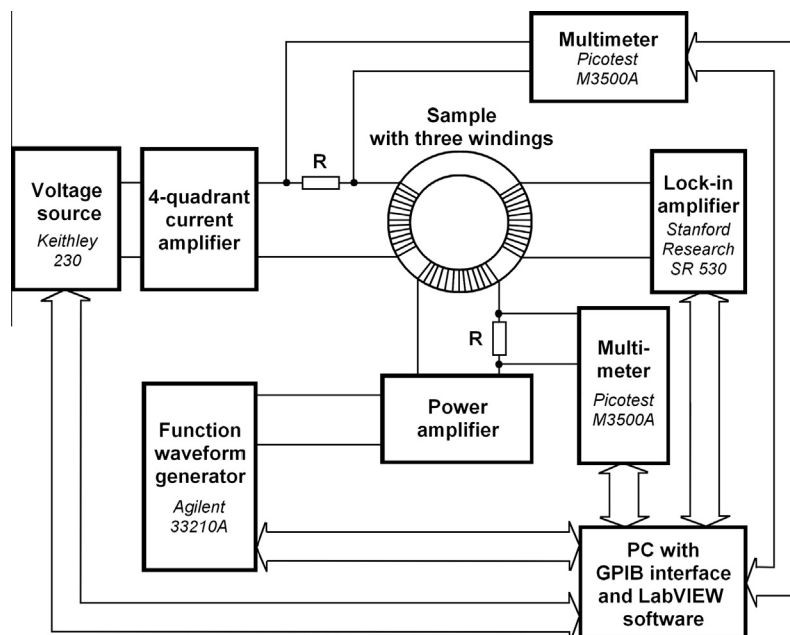 Multimeter
Picotest
M3500A
Sample
with three windings
R
Voltage
source
Keithley
230
4-quadrant
current
amplifier
Lock-in
amplifier
Stanford
Research
SR 530
R
Multi-
meter
Picotest
M3500A
Power
amplifier
Function
waveform
generator
Agilent
33210A
PC with
GPIB interface
and LabVIEW
software